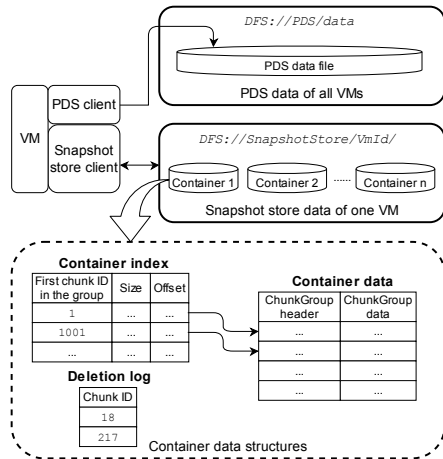 DFS://PDS/data
PDS data file
PDS data of all VMs
VM
PDS client
Snapshot
store client
DFS://SnapshotStore/VmId/
Container 1
Container 2
......
Container n
Snapshot store data of one VM
Container index
First chunk ID
in the group
Size
Offset
1
...
...
1001
...
...
...
...
...
Container data
ChunkGroup
header
ChunkGroup
data
...
...
...
...
...
...
...
...
Deletion log
Chunk ID
18
217
Container data structures